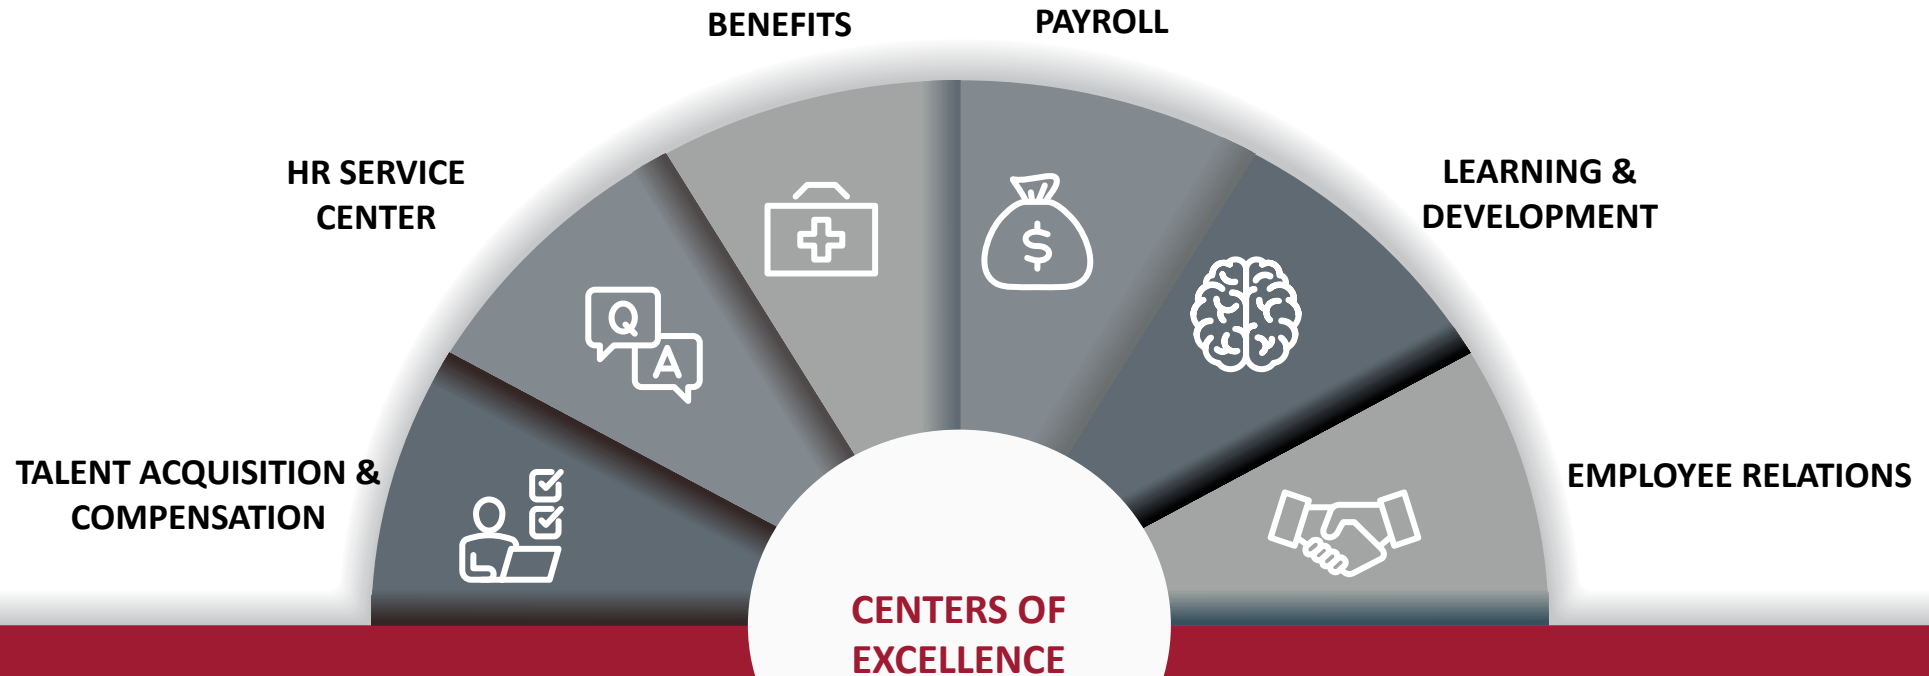 BENEFITS
PAYROLL
HR SERVICE
CENTER
LEARNING &
DEVELOPMENT
Q
A
$
TALENT ACQUISITION &
COMPENSATION
EMPLOYEE RELATIONS
CENTERS OF
EXCELLENCE